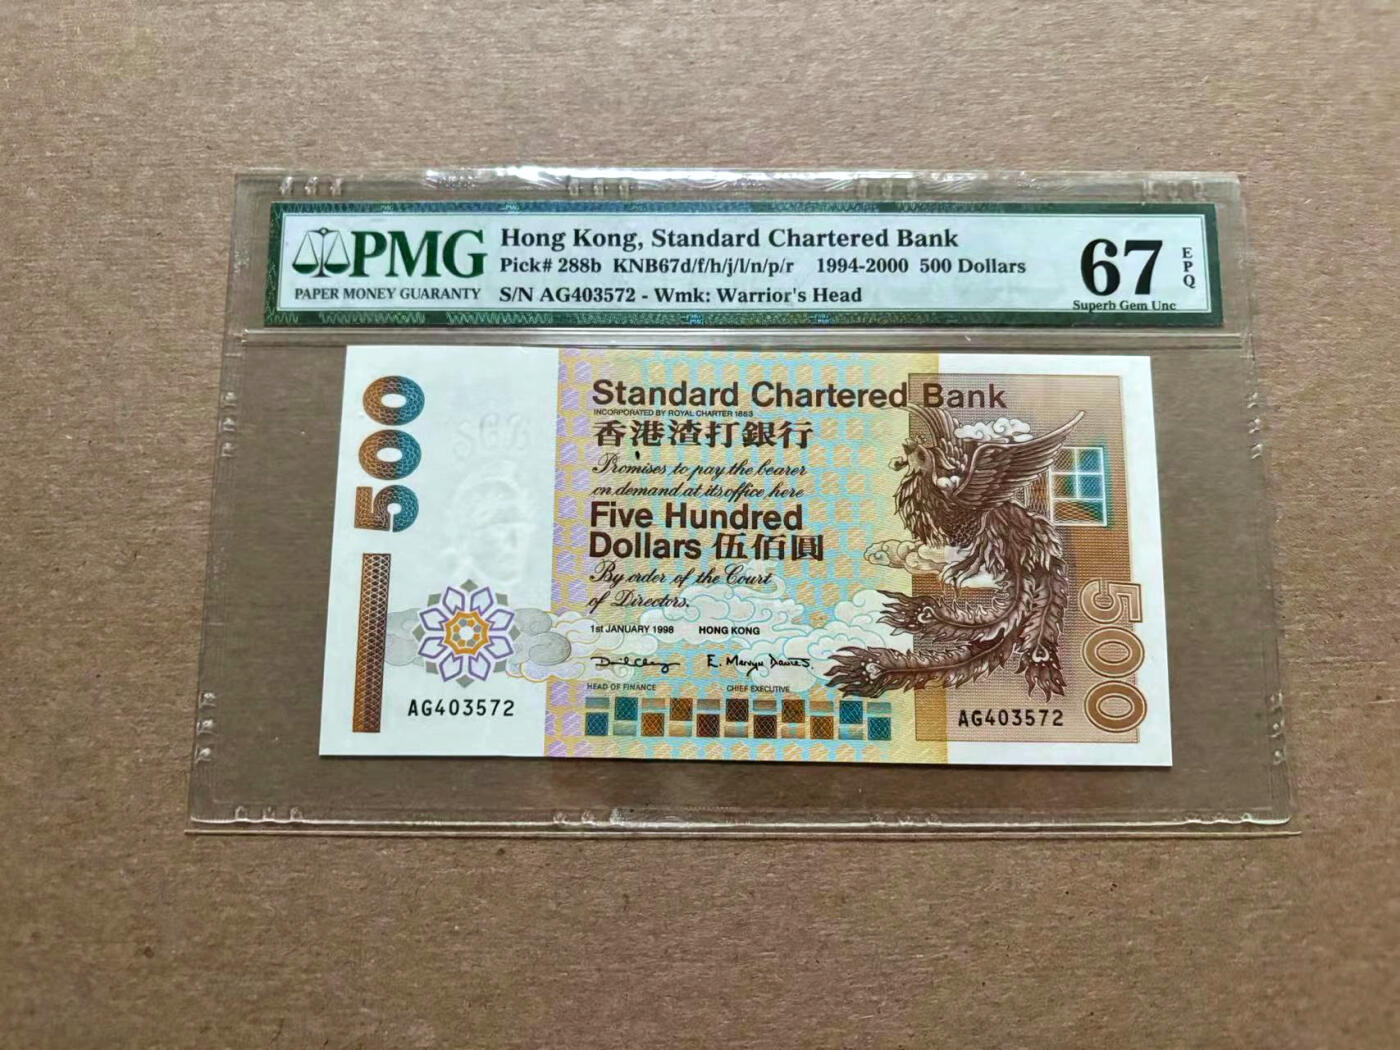 PMG
PAPER MONEY GUARANTY
Hong Kong, Standard Chartered Bank
Pick# 288b KNB67d/f/h/j/l/n/p/r 1994-2000 500 Dollars
S/N AG403572 - Wmk: Warrior's Head
67
EPQ
Superb Gem Unc
500
Standard Chartered Bank
INCORPORATED BY ROYAL CHARTER 1853
香港渣打銀行
Promises to pay the bearer
on demand at its office here
Five Hundred
Dollars 伍佰圓
By order of the Court
of Directors.
1st JANUARY 1998 HONG KONG
E. Mervyn Davies.
HEAD OF FINANCE CHIEF EXECUTIVE
AG403572
AG403572
500